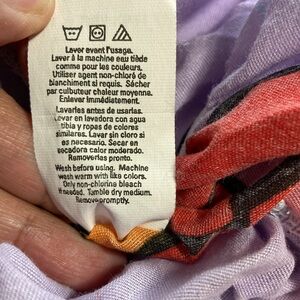 Laver avant l'usage.
Laver à la machine eau tiède
comme pour les couleurs.
Utiliser agent non-chloré de
blanchiment si requis. Sécher
par culbuteur chaleur moyenne.
Enlever immédiatement.
Lavarlas antes de usarlas.
Lavar en lavadora con agua
tibia y ropas de colores
similares. Lavar sin cloro si
es necesario. Secar en
secadora calor moderado.
Removerlas pronto.
Wash before using. Machine
wash warm with like colors.
Only non-chlorine bleach
if needed. Tumble dry medium.
Remove promptly.